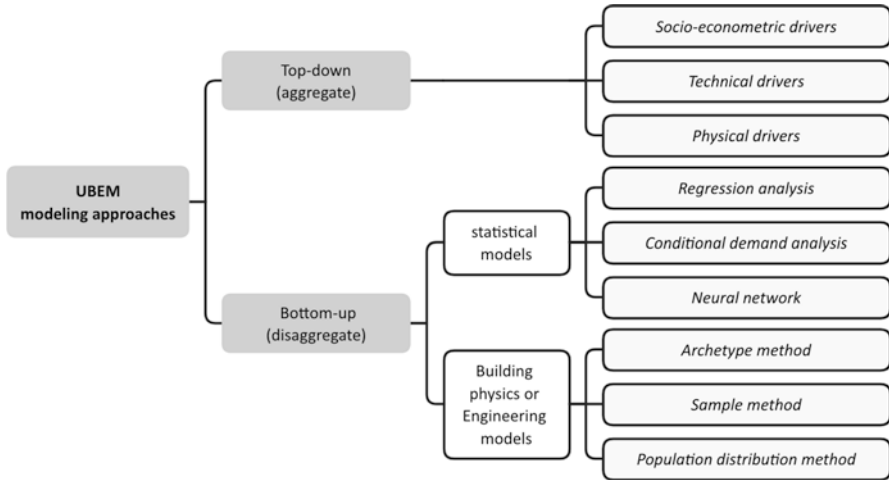 Socio-econometric drivers
Top-down
(aggregate)
Technical drivers
Physical drivers
UBEM
modeling approaches
Regression analysis
statistical
models
Conditional demand analysis
Neural network
Bottom-up
(disaggregate)
Archetype method
Building
physics or
Engineering
models
Sample method
Population distribution method